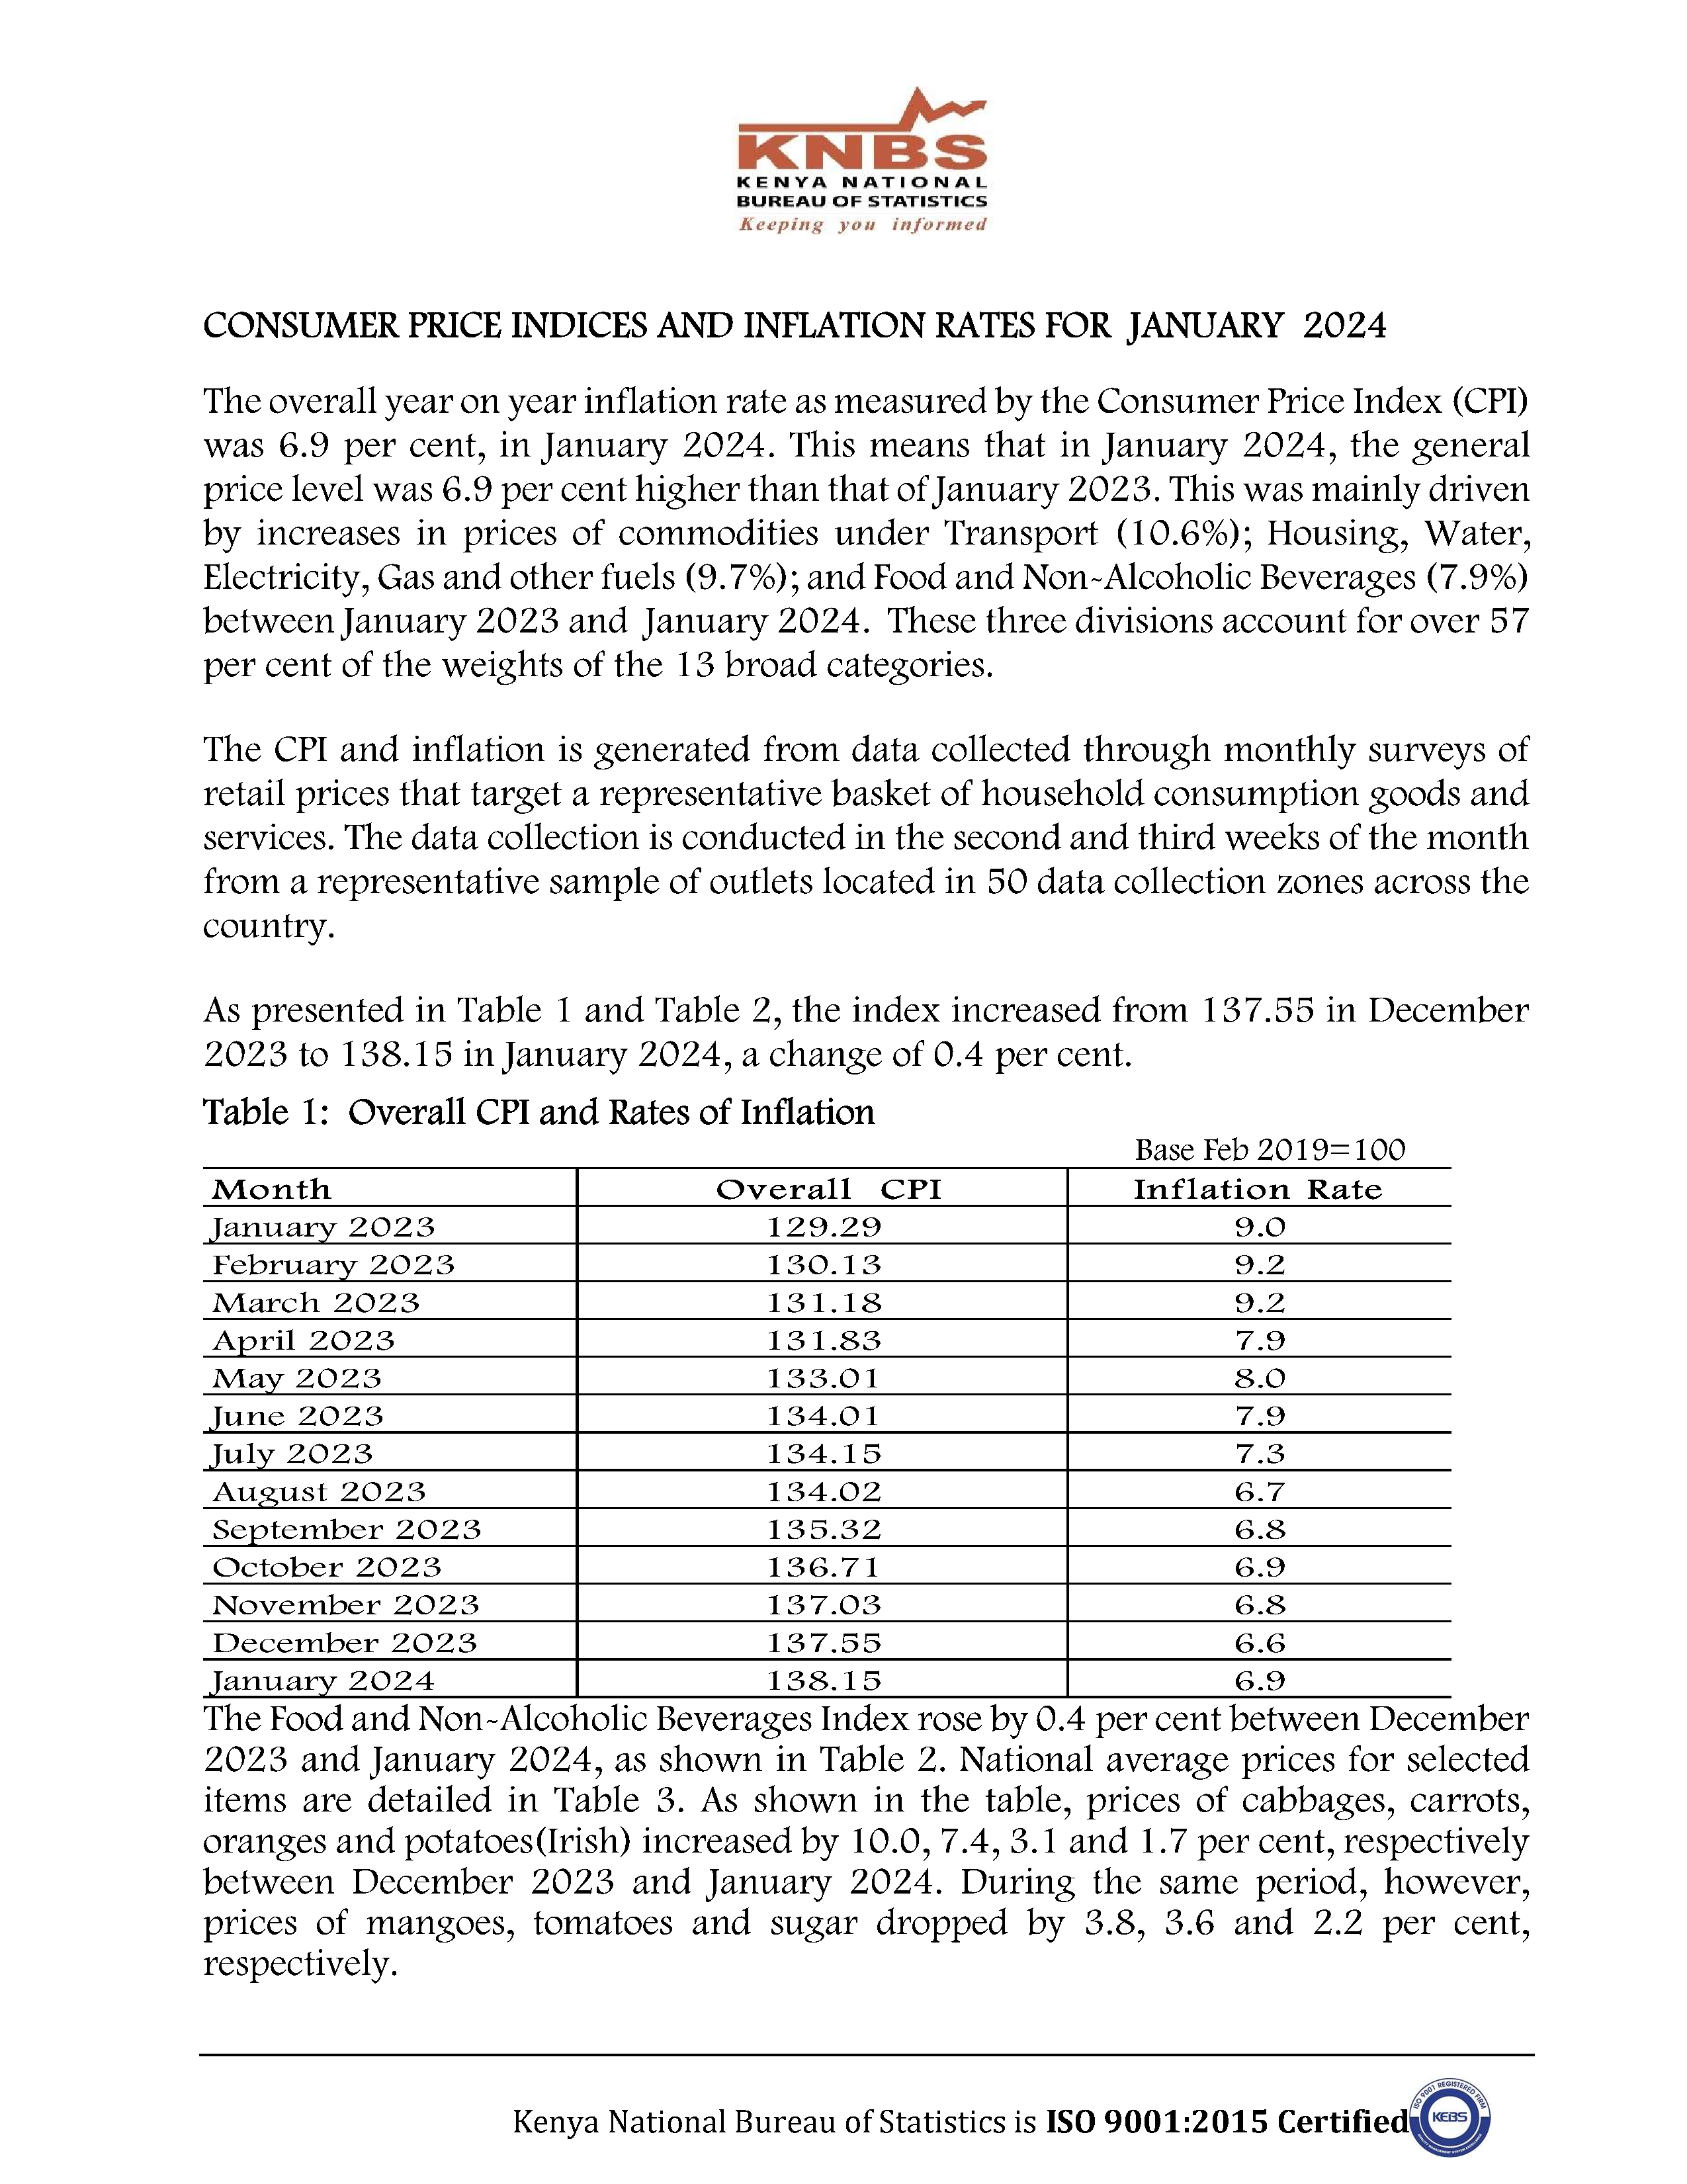 KNBS
KENYA NATIONAL
BUREAU OF STATISTICS
Keeping you informed
CONSUMER PRICE INDICES AND INFLATION RATES FOR JANUARY 2024
The overall year on year inflation rate as measured by the Consumer Price Index (CPI)
was 6.9 per cent, in January 2024. This means that in January 2024, the general
price level was 6.9 per cent higher than that of January 2023. This was mainly driven
by increases in prices of commodities under Transport (10.6%); Housing, Water,
Electricity, Gas and other fuels (9.7%); and Food and Non-Alcoholic Beverages (7.9%)
between January 2023 and January 2024. These three divisions account for over 57
per cent of the weights of the 13 broad categories.
The CPI and inflation is generated from data collected through monthly surveys of
retail prices that target a representative basket of household consumption goods and
services. The data collection is conducted in the second and third weeks of the month
from a representative sample of outlets located in 50 data collection zones across the
country.
As presented in Table 1 and Table 2, the index increased from 137.55 in December
2023 to 138.15 in January 2024, a change of 0.4 per cent.
Table 1: Overall CPI and Rates of Inflation
Base Feb 2019=100
Month Overall CPI Inflation Rate
January 2023 129.29 9.0
February 2023 130.13 9.2
March 2023 131.18 9.2
April 2023 131.83 7.9
May 2023 133.01 8.0
June 2023 134.01 7.9
July 2023 134.15 7.3
August 2023 134.02 6.7
September 2023 135.32 6.8
October 2023 136.71 6.9
November 2023 137.03 6.8
December 2023 137.55 6.6
January 2024 138.15 6.9
The Food and Non-Alcoholic Beverages Index rose by 0.4 per cent between December
2023 and January 2024, as shown in Table 2. National average prices for selected
items are detailed in Table 3. As shown in the table, prices of cabbages, carrots,
oranges and potatoes(Irish) increased by 10.0, 7.4, 3.1 and 1.7 per cent, respectively
between December 2023 and January 2024. During the same period, however,
prices of mangoes, tomatoes and sugar dropped by 3.8, 3.6 and 2.2 per cent,
respectively.
Kenya National Bureau of Statistics is ISO 9001:2015 Certified
ISO 9001 REGISTERED FIRM
KEBS